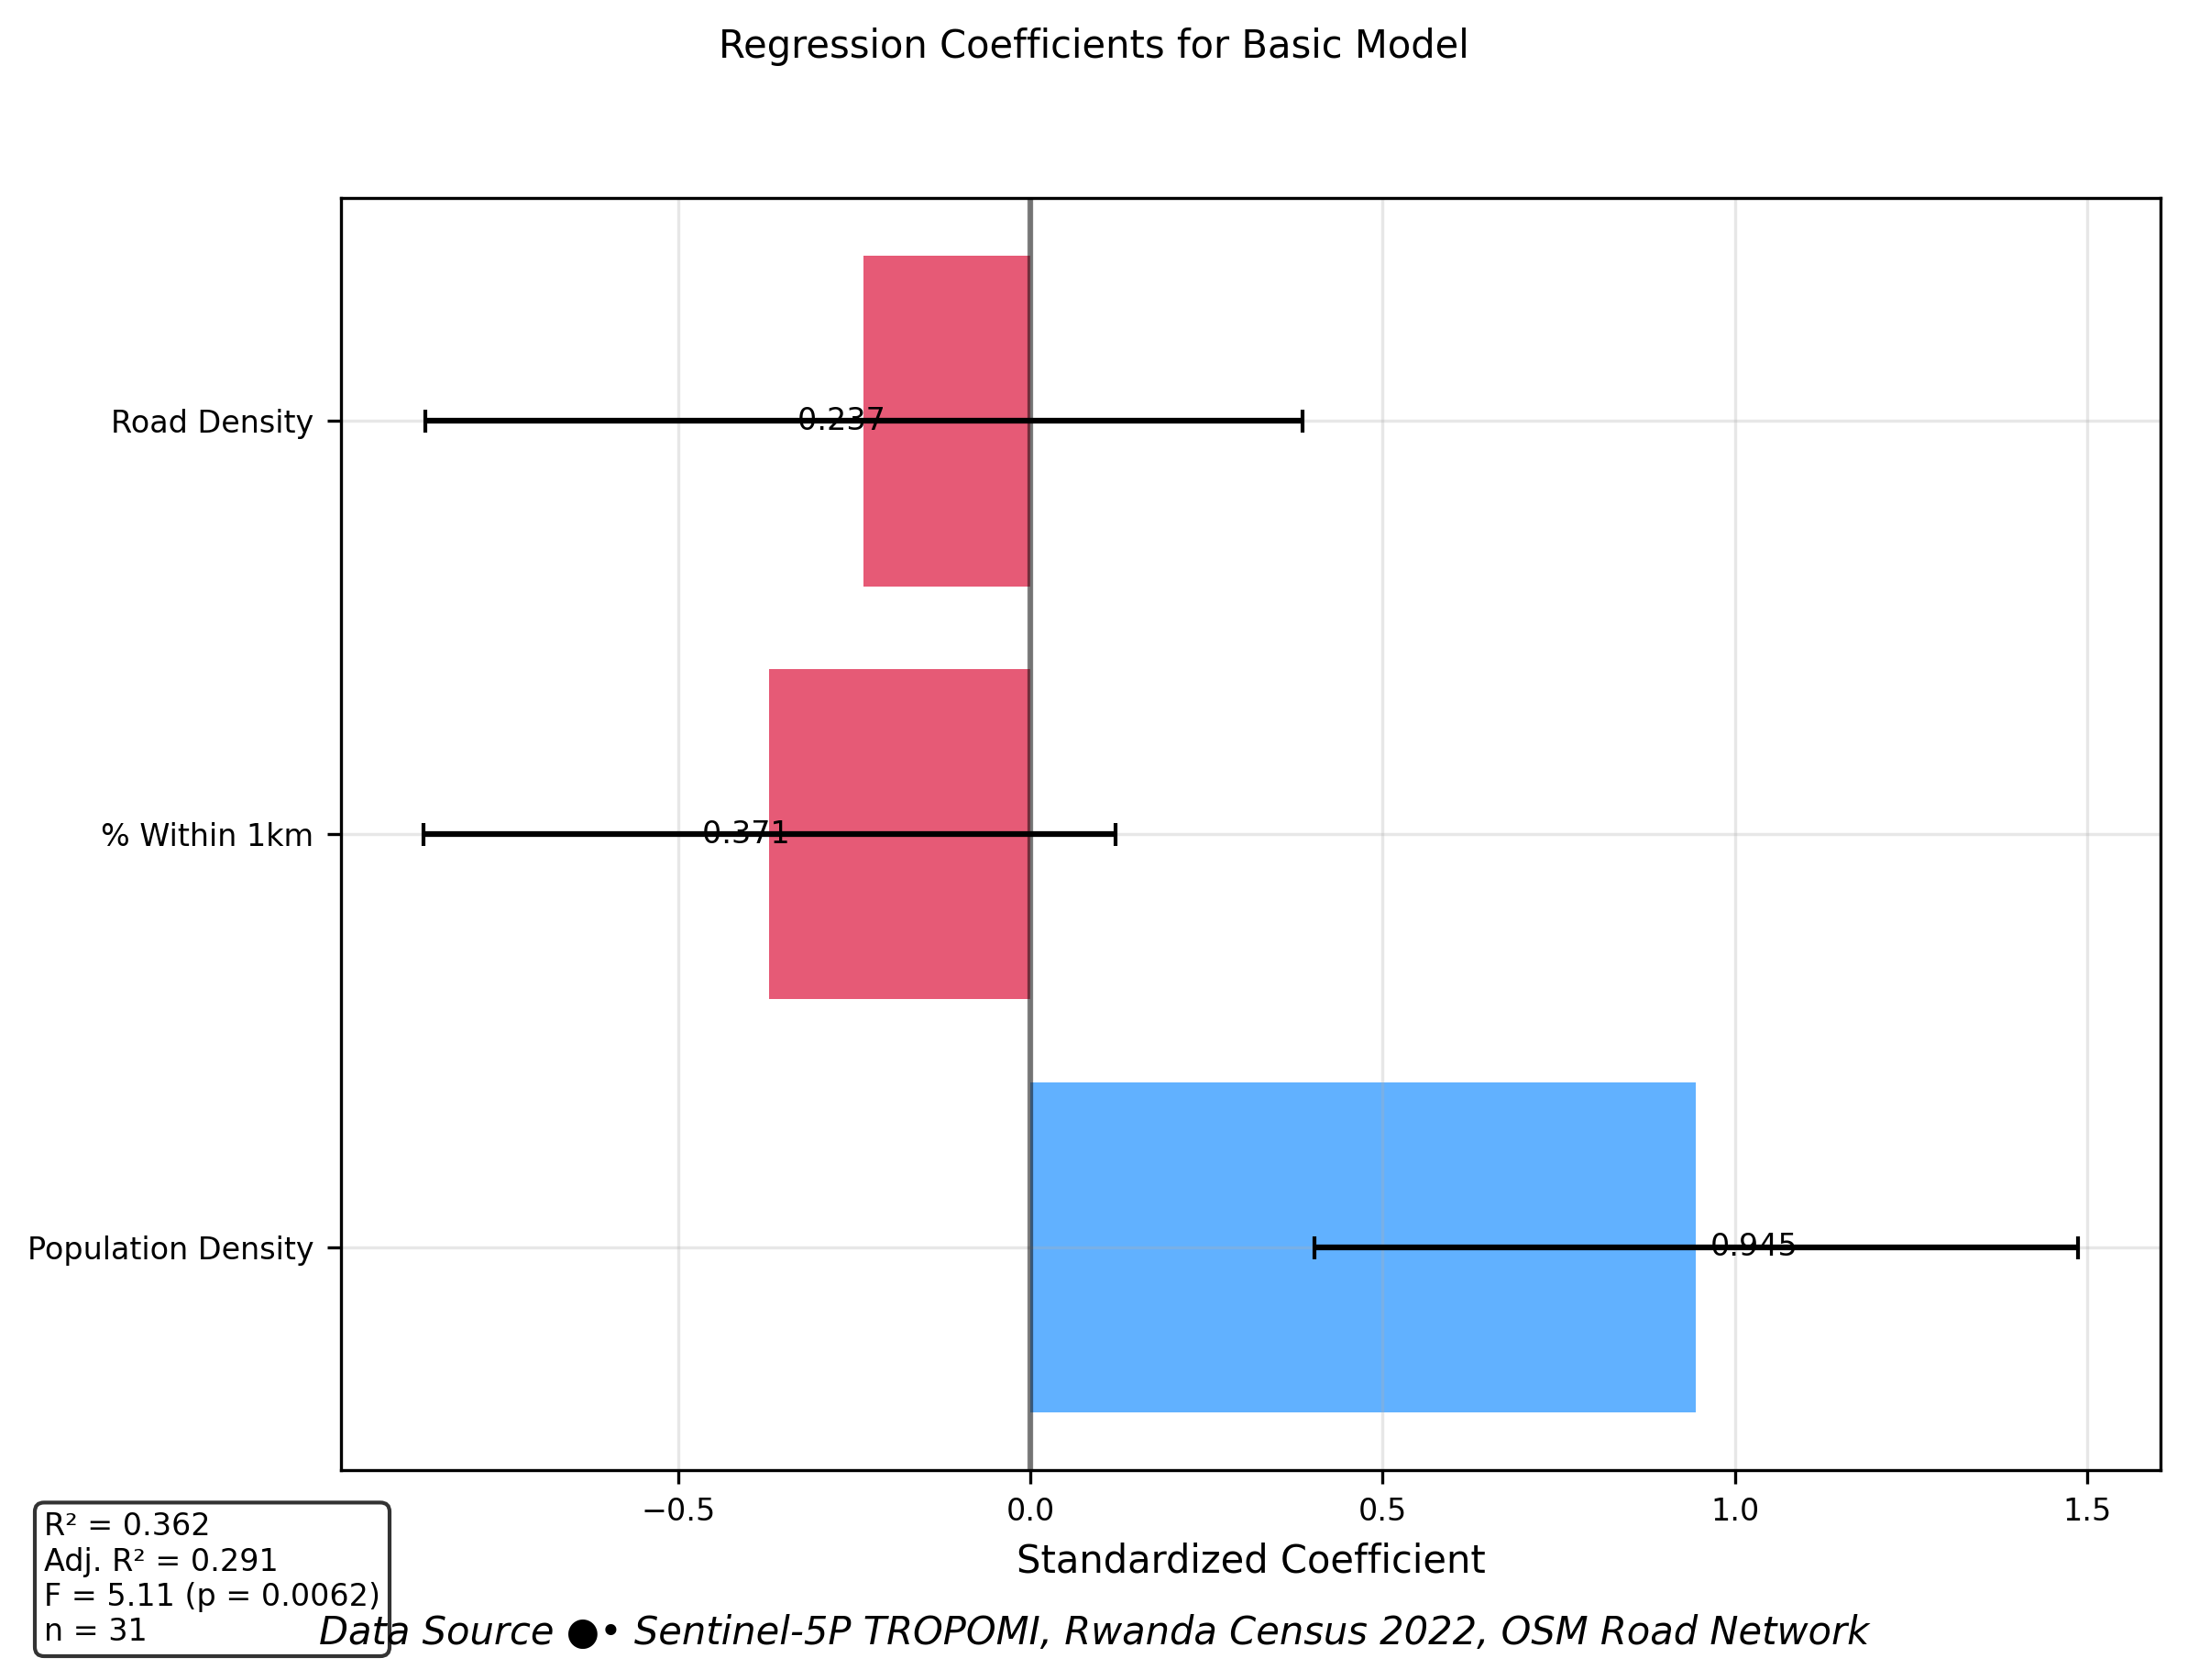 Regression Coefficients for Basic Model
Road Density
0.237
% Within 1km
0.371
Population Density
0.945
−0.5 0.0 0.5 1.0 1.5
Standardized Coefficient
R² = 0.362
Adj. R² = 0.291
F = 5.11 (p = 0.0062)
n = 31
Data Source ●• Sentinel-5P TROPOMI, Rwanda Census 2022, OSM Road Network